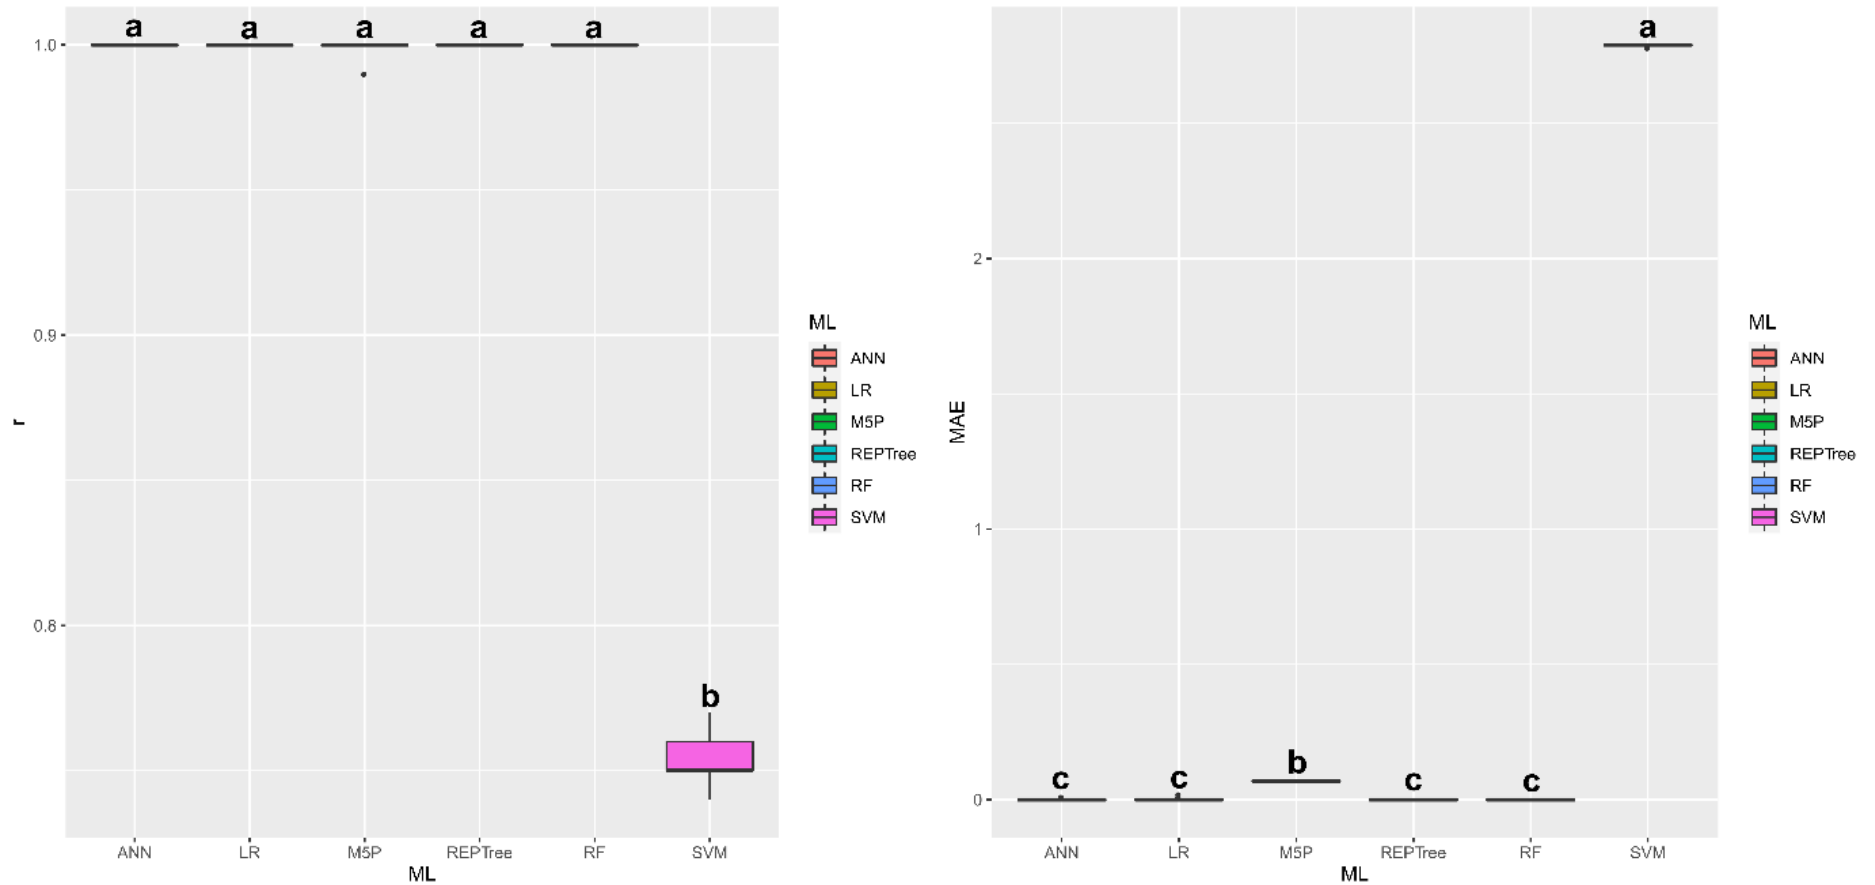 a a a a a
1.0
0.9
0.8
r
b
ANN LR M5P REPTree RF SVM
ML
ML
ANN
LR
M5P
REPTree
RF
SVM
a
2
1
0
MAE
c c b c c
ANN LR M5P REPTree RF SVM
ML
ML
ANN
LR
M5P
REPTree
RF
SVM